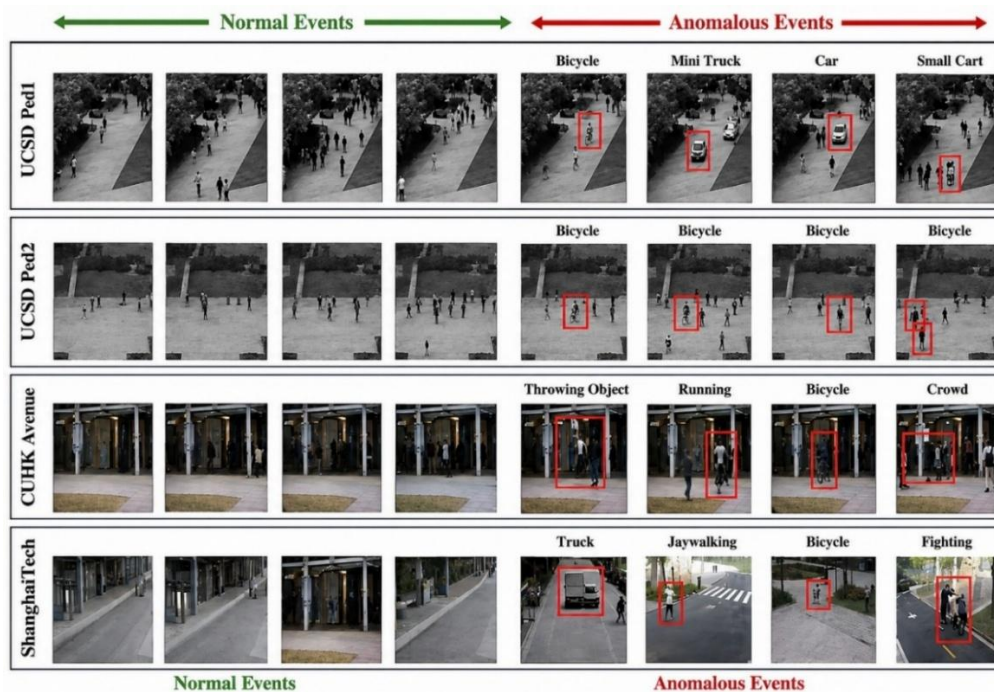 Normal Events
Anomalous Events
UCSD Ped1
Bicycle
Mini Truck
Car
Small Cart
UCSD Ped2
Bicycle
Bicycle
Bicycle
Bicycle
CUHK Avenue
Throwing Object
Running
Bicycle
Crowd
ShanghaiTech
Truck
Jaywalking
Bicycle
Fighting
Normal Events
Anomalous Events